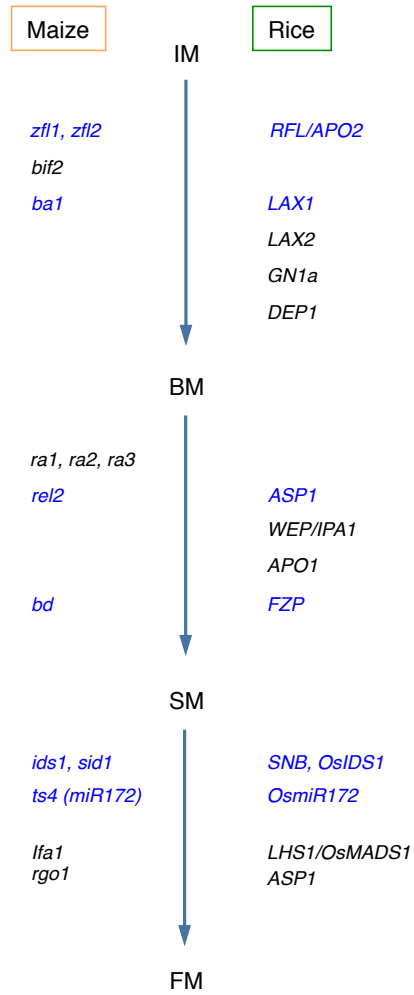 Maize
Rice
IM
zfl1, zfl2
RFL/APO2
bif2
ba1
LAX1
LAX2
GN1a
DEP1
BM
ra1, ra2, ra3
rel2
ASP1
WEP/IPA1
APO1
bd
FZP
SM
ids1, sid1
SNB, OsIDS1
ts4 (miR172)
OsmiR172
lfa1
LHS1/OsMADS1
rgo1
ASP1
FM